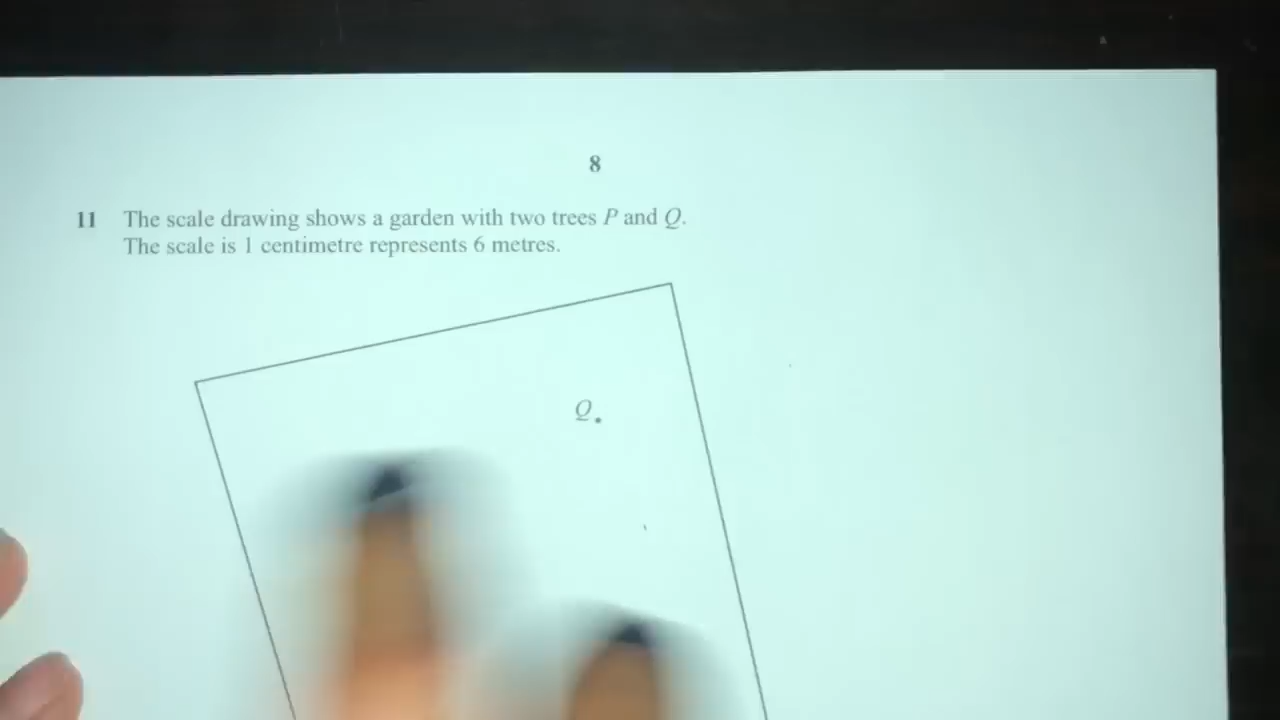 8
11 The scale drawing shows a garden with two trees P and Q.
The scale is 1 centimetre represents 6 metres.
Q